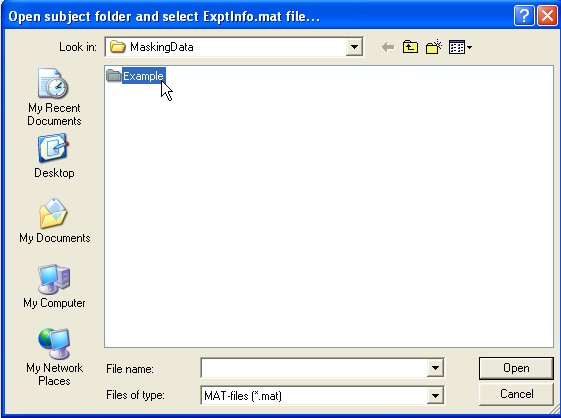 Open subject folder and select ExptInfo.mat file...
Look in:
MaskingData
Example
My Recent
Documents
Desktop
My Documents
My Computer
My Network
Places
File name:
Open
Files of type:
MAT-files (*.mat)
Cancel